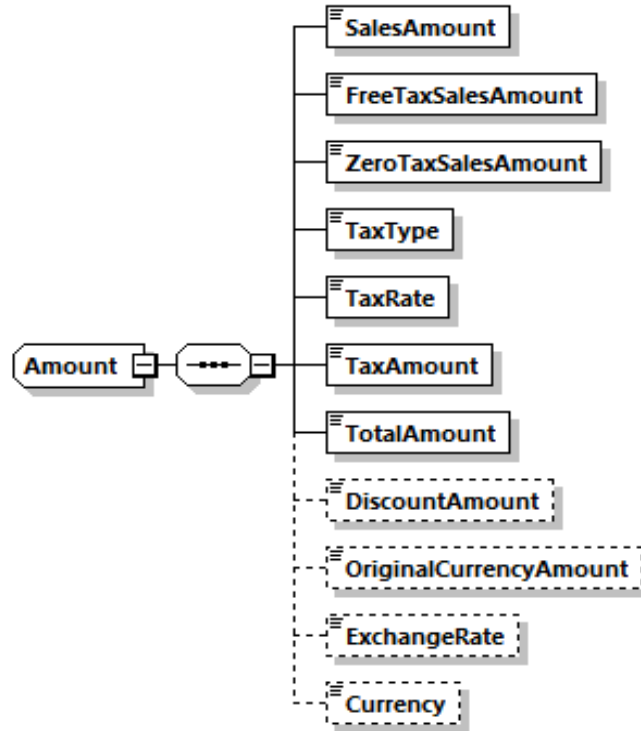 SalesAmount
FreeTaxSalesAmount
ZeroTaxSalesAmount
TaxType
TaxRate
Amount
TaxAmount
TotalAmount
DiscountAmount
OriginalCurrencyAmount
ExchangeRate
Currency